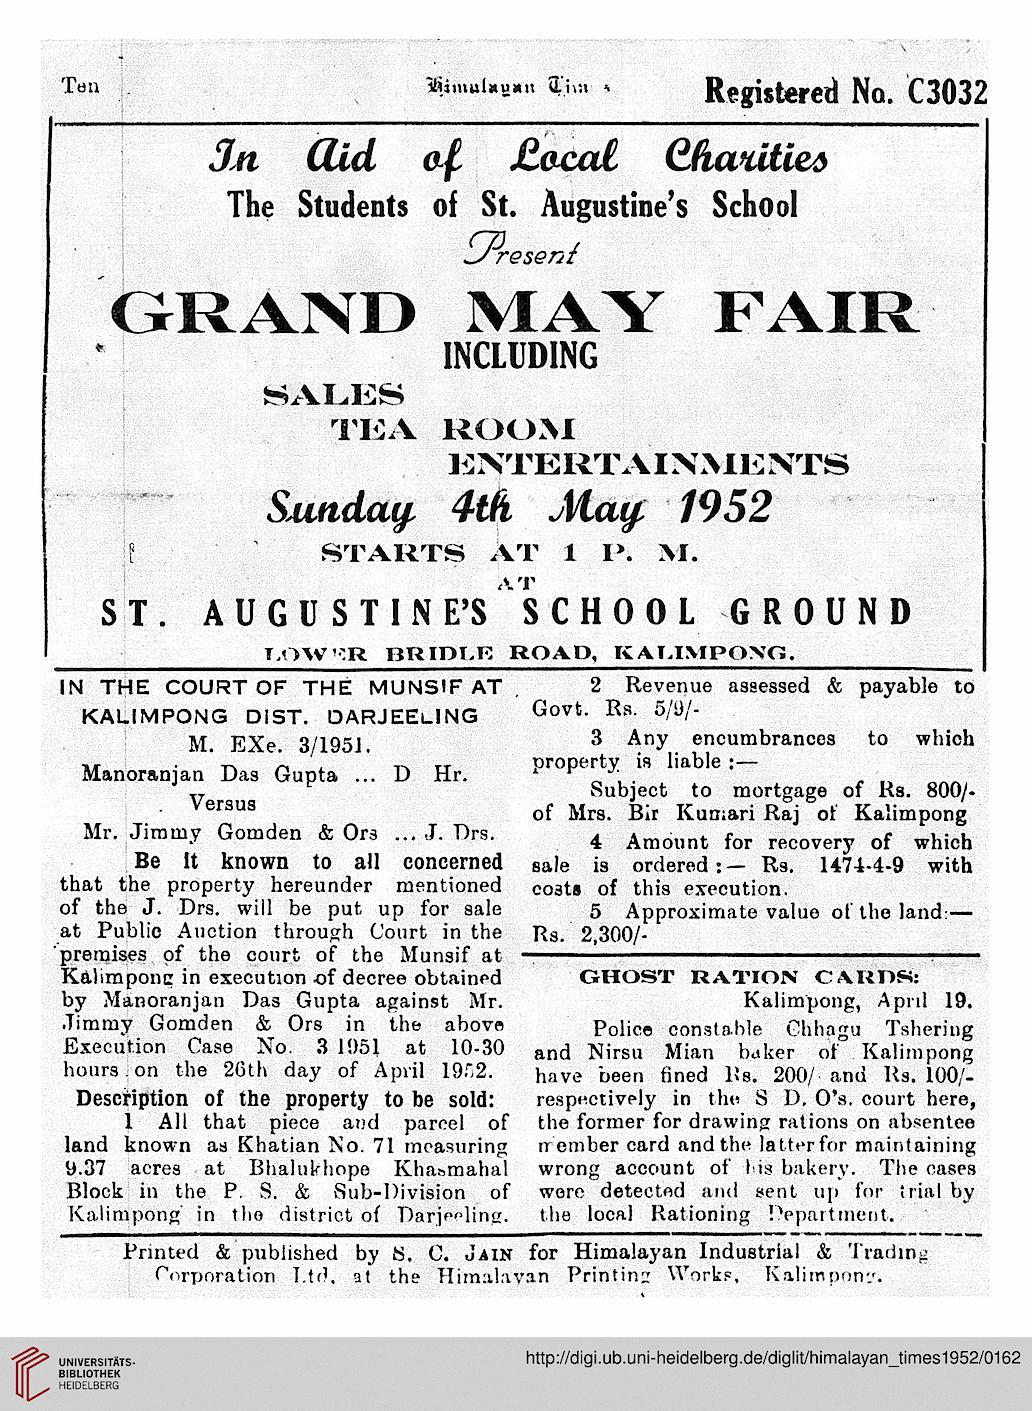 Ten
Himalayan Times
Registered No. C3032
In Aid of Local Charities
The Students of St. Augustine's School
Present
GRAND MAY FAIR
INCLUDING
SALES
TEA ROOM
ENTERTAINMENTS
Sunday 4th May 1952
STARTS AT 1 P. M.
AT
ST. AUGUSTINE'S SCHOOL GROUND
LOWER BRIDLE ROAD, KALIMPONG.
IN THE COURT OF THE MUNSIF AT
KALIMPONG DIST. DARJEELING
M. EXe. 3/1951.
Manoranjan Das Gupta ... D Hr.
Versus
Mr. Jimmy Gomden & Ors ... J. Drs.
Be It known to all concerned
that the property hereunder mentioned
of the J. Drs. will be put up for sale
at Public Auction through Court in the
premises of the court of the Munsif at
Kalimpong in execution of decree obtained
by Manoranjan Das Gupta against Mr.
Jimmy Gomden & Ors in the above
Execution Case No. 3 1951 at 10-30
hours on the 26th day of April 1952.
Description of the property to be sold:
1 All that piece and parcel of
land known as Khatian No. 71 measuring
9.37 acres at Bhalukhope Khasmahal
Block in the P. S. & Sub-Division of
Kalimpong in the district of Darjeeling.
2 Revenue assessed & payable to
Govt. Rs. 5/9/-
3 Any encumbrances to which
property is liable :—
Subject to mortgage of Rs. 800/-
of Mrs. Bir Kumari Raj of Kalimpong
4 Amount for recovery of which
sale is ordered :— Rs. 1474-4-9 with
costs of this execution.
5 Approximate value of the land:—
Rs. 2,300/-
GHOST RATION CARDS:
Kalimpong, April 19.
Police constable Chhagu Tshering
and Nirsu Mian baker of Kalimpong
have been fined Rs. 200/- and Rs. 100/-
respectively in the S D. O's. court here,
the former for drawing rations on absentee
member card and the latter for maintaining
wrong account of his bakery. The cases
were detected and sent up for trial by
the local Rationing Department.
Printed & published by S. C. JAIN for Himalayan Industrial & Trading
Corporation Ltd. at the Himalayan Printing Works, Kalimpong.
UNIVERSITÄTS-
BIBLIOTHEK
HEIDELBERG
http://digi.ub.uni-heidelberg.de/diglit/himalayan_times1952/0162